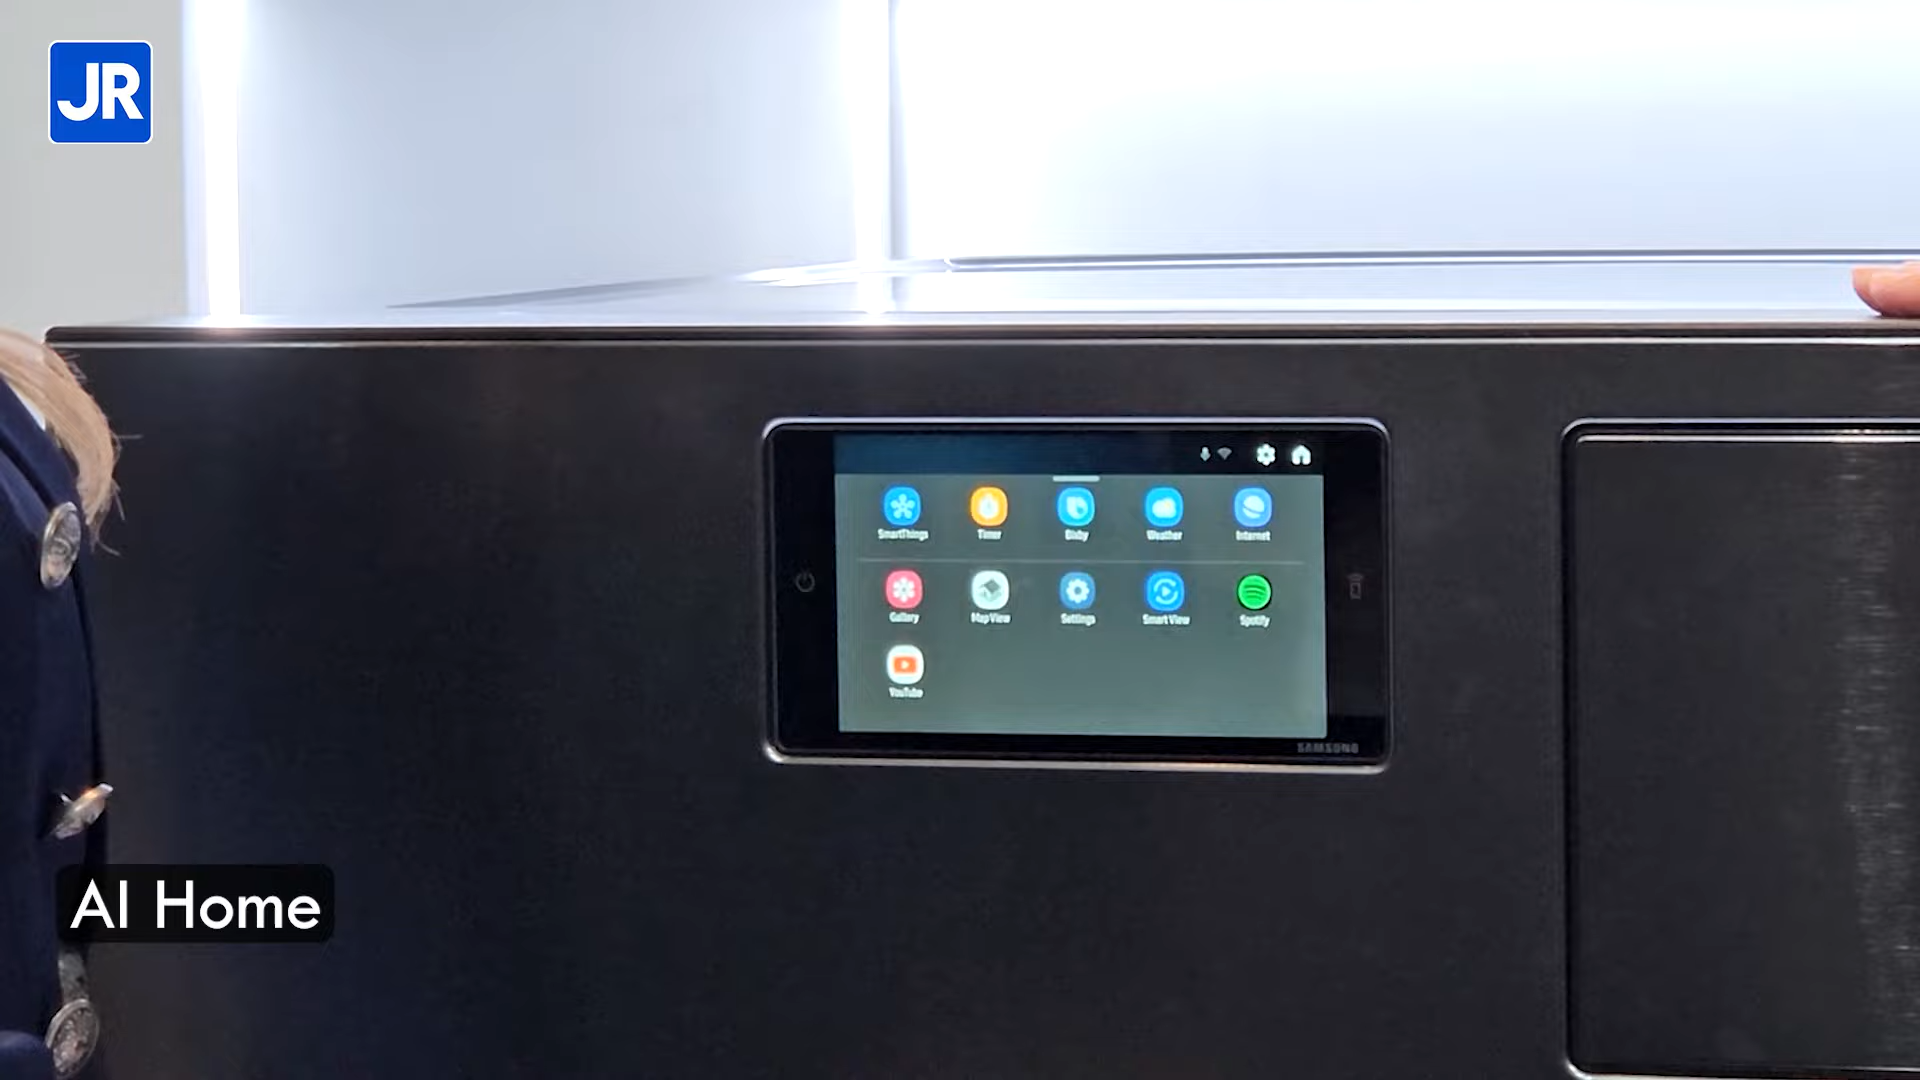 JR
SmartThings Timer Bixby Weather Internet
Gallery Map View Settings Smart View Spotify
YouTube
SAMSUNG
AI Home